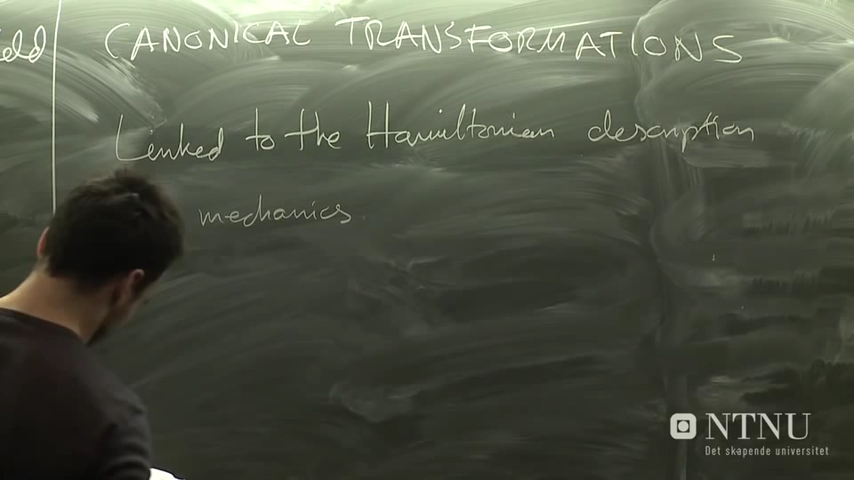 CANONICAL TRANSFORMATIONS
Linked to the Hamiltonian description
mechanics.
NTNU
Det skapende universitet